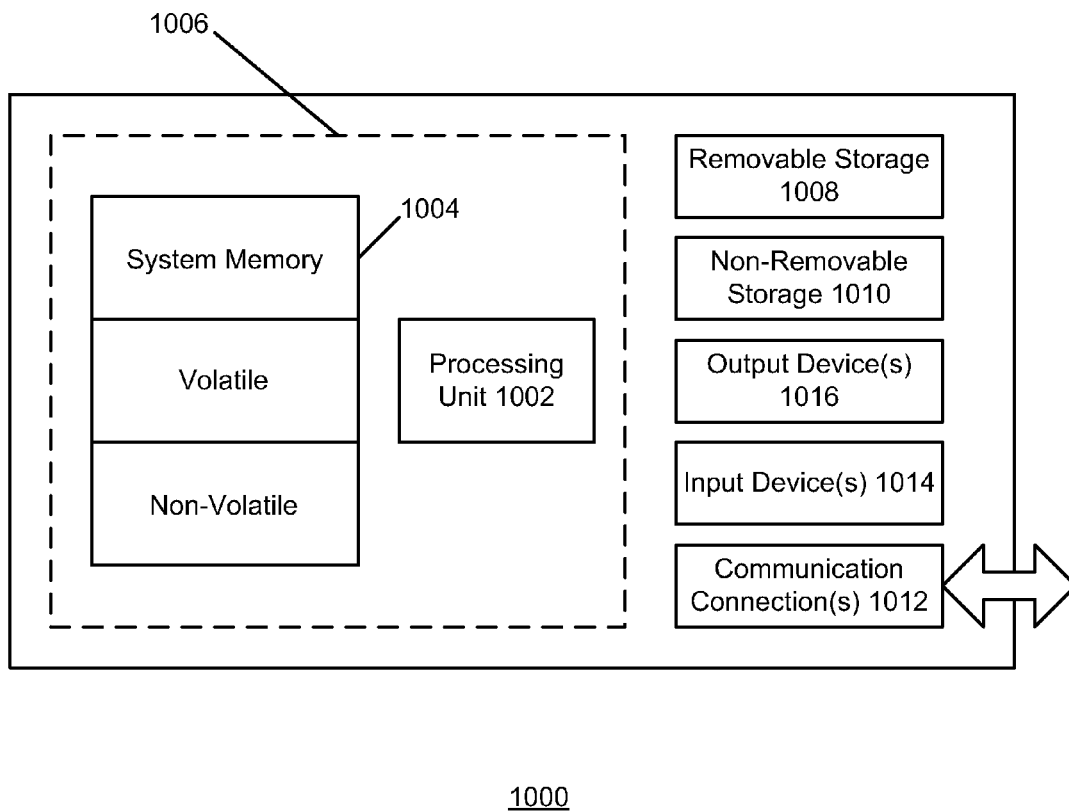 1006
1004
System Memory
Volatile
Non-Volatile
Processing
Unit 1002
Removable Storage
1008
Non-Removable
Storage 1010
Output Device(s)
1016
Input Device(s) 1014
Communication
Connection(s) 1012
1000